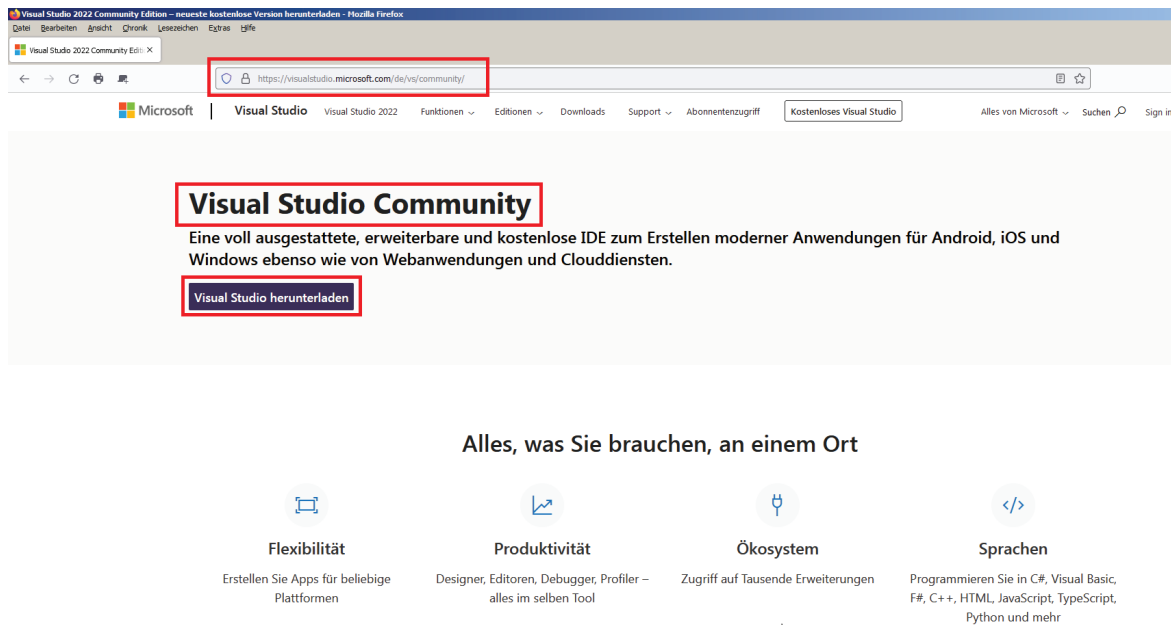 Visual Studio 2022 Community Edition – neueste kostenlose Version herunterladen - Mozilla Firefox
Datei Bearbeiten Ansicht Chronik Lesezeichen Extras Hilfe
Visual Studio 2022 Community Editi
https://visualstudio.microsoft.com/de/vs/community/
Microsoft Visual Studio Visual Studio 2022 Funktionen Editionen Downloads Support Abonnentenzugriff Kostenloses Visual Studio Alles von Microsoft Suchen Sign in
Visual Studio Community
Eine voll ausgestattete, erweiterbare und kostenlose IDE zum Erstellen moderner Anwendungen für Android, iOS und
Windows ebenso wie von Webanwendungen und Clouddiensten.
Visual Studio herunterladen
Alles, was Sie brauchen, an einem Ort
Flexibilität
Erstellen Sie Apps für beliebige
Plattformen
Produktivität
Designer, Editoren, Debugger, Profiler –
alles im selben Tool
Ökosystem
Zugriff auf Tausende Erweiterungen
Sprachen
Programmieren Sie in C#, Visual Basic,
F#, C++, HTML, JavaScript, TypeScript,
Python und mehr